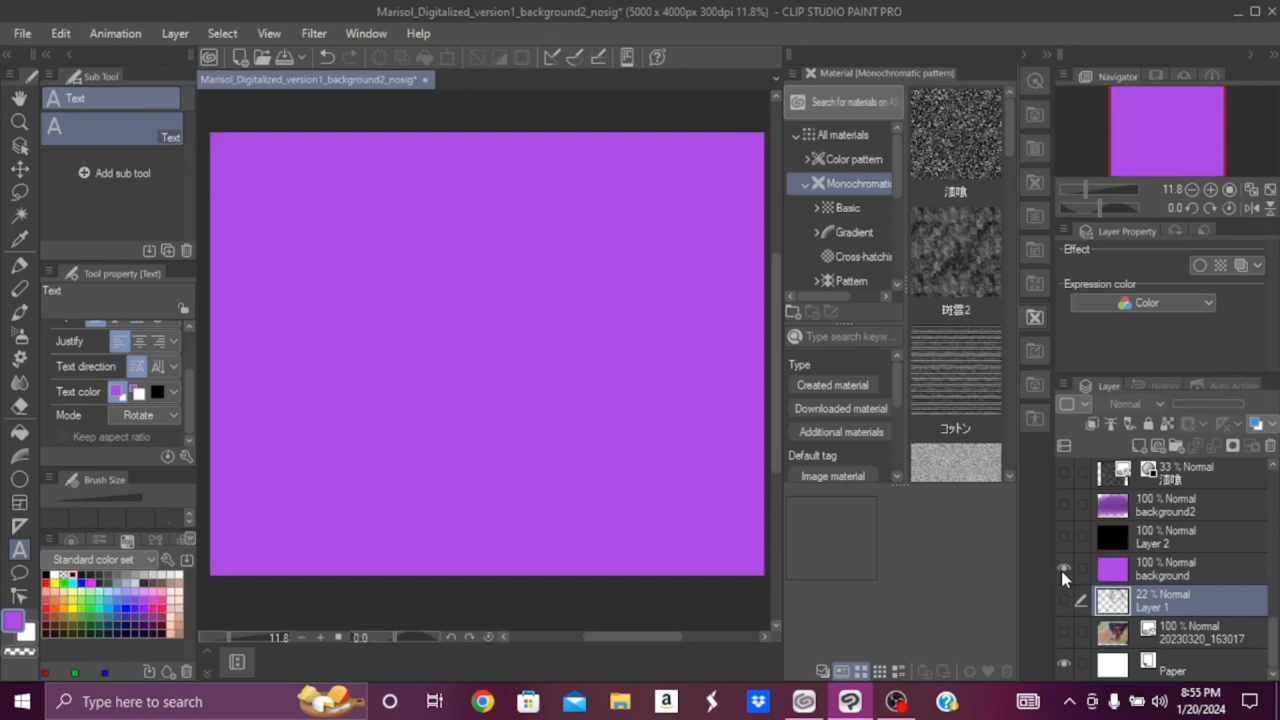 Marisol_Digitalized_version1_background2_nosig* (5000 x 4000px 300dpi 11.8%) - CLIP STUDIO PAINT PRO
File Edit Animation Layer Select View Filter Window Help
Sub Tool
Marisol_Digitalized_version1_background2_nosig*
Material [Monochromatic pattern]
Navigator
Text
Text
Add sub tool
Search for materials on AS
All materials
Color pattern
Monochromatic
Basic
Gradient
Cross-hatchi
Pattern
漆喰
斑雲2
コットン
11.8
0.0
Layer Property
Effect
Expression color
Color
Tool property [Text]
Text
Justify
Text direction
Text color
Mode Rotate
Keep aspect ratio
Type search keyw...
Type
Created material
Downloaded material
Additional materials
Default tag
Image material
Brush Size
Standard color set
Layer History Auto Action
Normal
33 % Normal
漆喰
100 % Normal
background2
100 % Normal
Layer 2
100 % Normal
background
22 % Normal
Layer 1
100 % Normal
20230320_163017
Paper
11.8 0.0
Type here to search
8:55 PM
1/20/2024